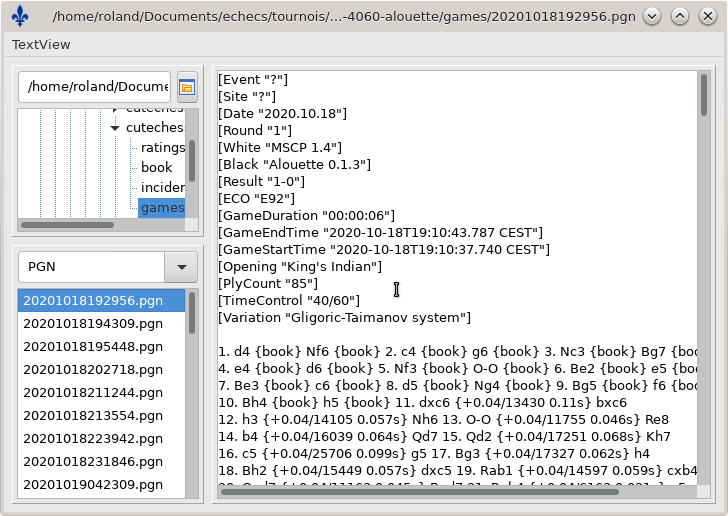 /home/roland/Documents/echecs/tournois/...-4060-alouette/games/20201018192956.pgn
TextView
/home/roland/Docume
cuteches
ratings
book
incider
games
PGN
20201018192956.pgn
20201018194309.pgn
20201018195448.pgn
20201018202718.pgn
20201018211244.pgn
20201018213554.pgn
20201018223942.pgn
20201018231846.pgn
20201019042309.pgn
[Event "?"]
[Site "?"]
[Date "2020.10.18"]
[Round "1"]
[White "MSCP 1.4"]
[Black "Alouette 0.1.3"]
[Result "1-0"]
[ECO "E92"]
[GameDuration "00:00:06"]
[GameEndTime "2020-10-18T19:10:43.787 CEST"]
[GameStartTime "2020-10-18T19:10:37.740 CEST"]
[Opening "King's Indian"]
[PlyCount "85"]
[TimeControl "40/60"]
[Variation "Gligoric-Taimanov system"]
1. d4 {book} Nf6 {book} 2. c4 {book} g6 {book} 3. Nc3 {book} Bg7 {boo
4. e4 {book} d6 {book} 5. Nf3 {book} O-O {book} 6. Be2 {book} e5 {boo
7. Be3 {book} c6 {book} 8. d5 {book} Ng4 {book} 9. Bg5 {book} f6 {boo
10. Bh4 {book} h5 {book} 11. dxc6 {+0.04/13430 0.11s} bxc6
12. h3 {+0.04/14105 0.057s} Nh6 13. O-O {+0.04/11755 0.046s} Re8
14. b4 {+0.04/16039 0.064s} Qd7 15. Qd2 {+0.04/17251 0.068s} Kh7
16. c5 {+0.04/25706 0.099s} g5 17. Bg3 {+0.04/17327 0.062s} h4
18. Bh2 {+0.04/15449 0.057s} dxc5 19. Rab1 {+0.04/14597 0.059s} cxb4